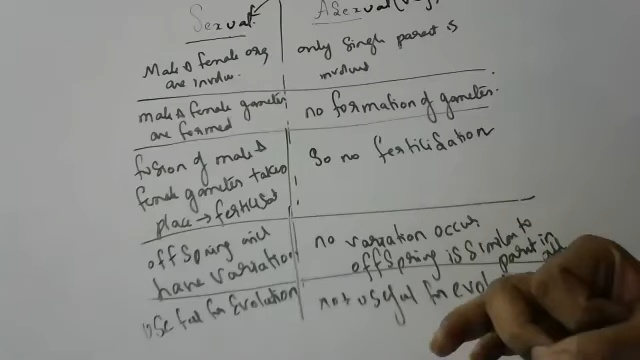 Sexual
Asexual
Male & female org
are involv
only single parent is
involved
male & female gametes
are formed
no formation of gametes.
fusion of male &
female gametes takes
place → fertilisat
So no fertilization
offspring will
have variation
no variation occurs
offspring is similar to
parent in
useful for Evolution
not useful for evol